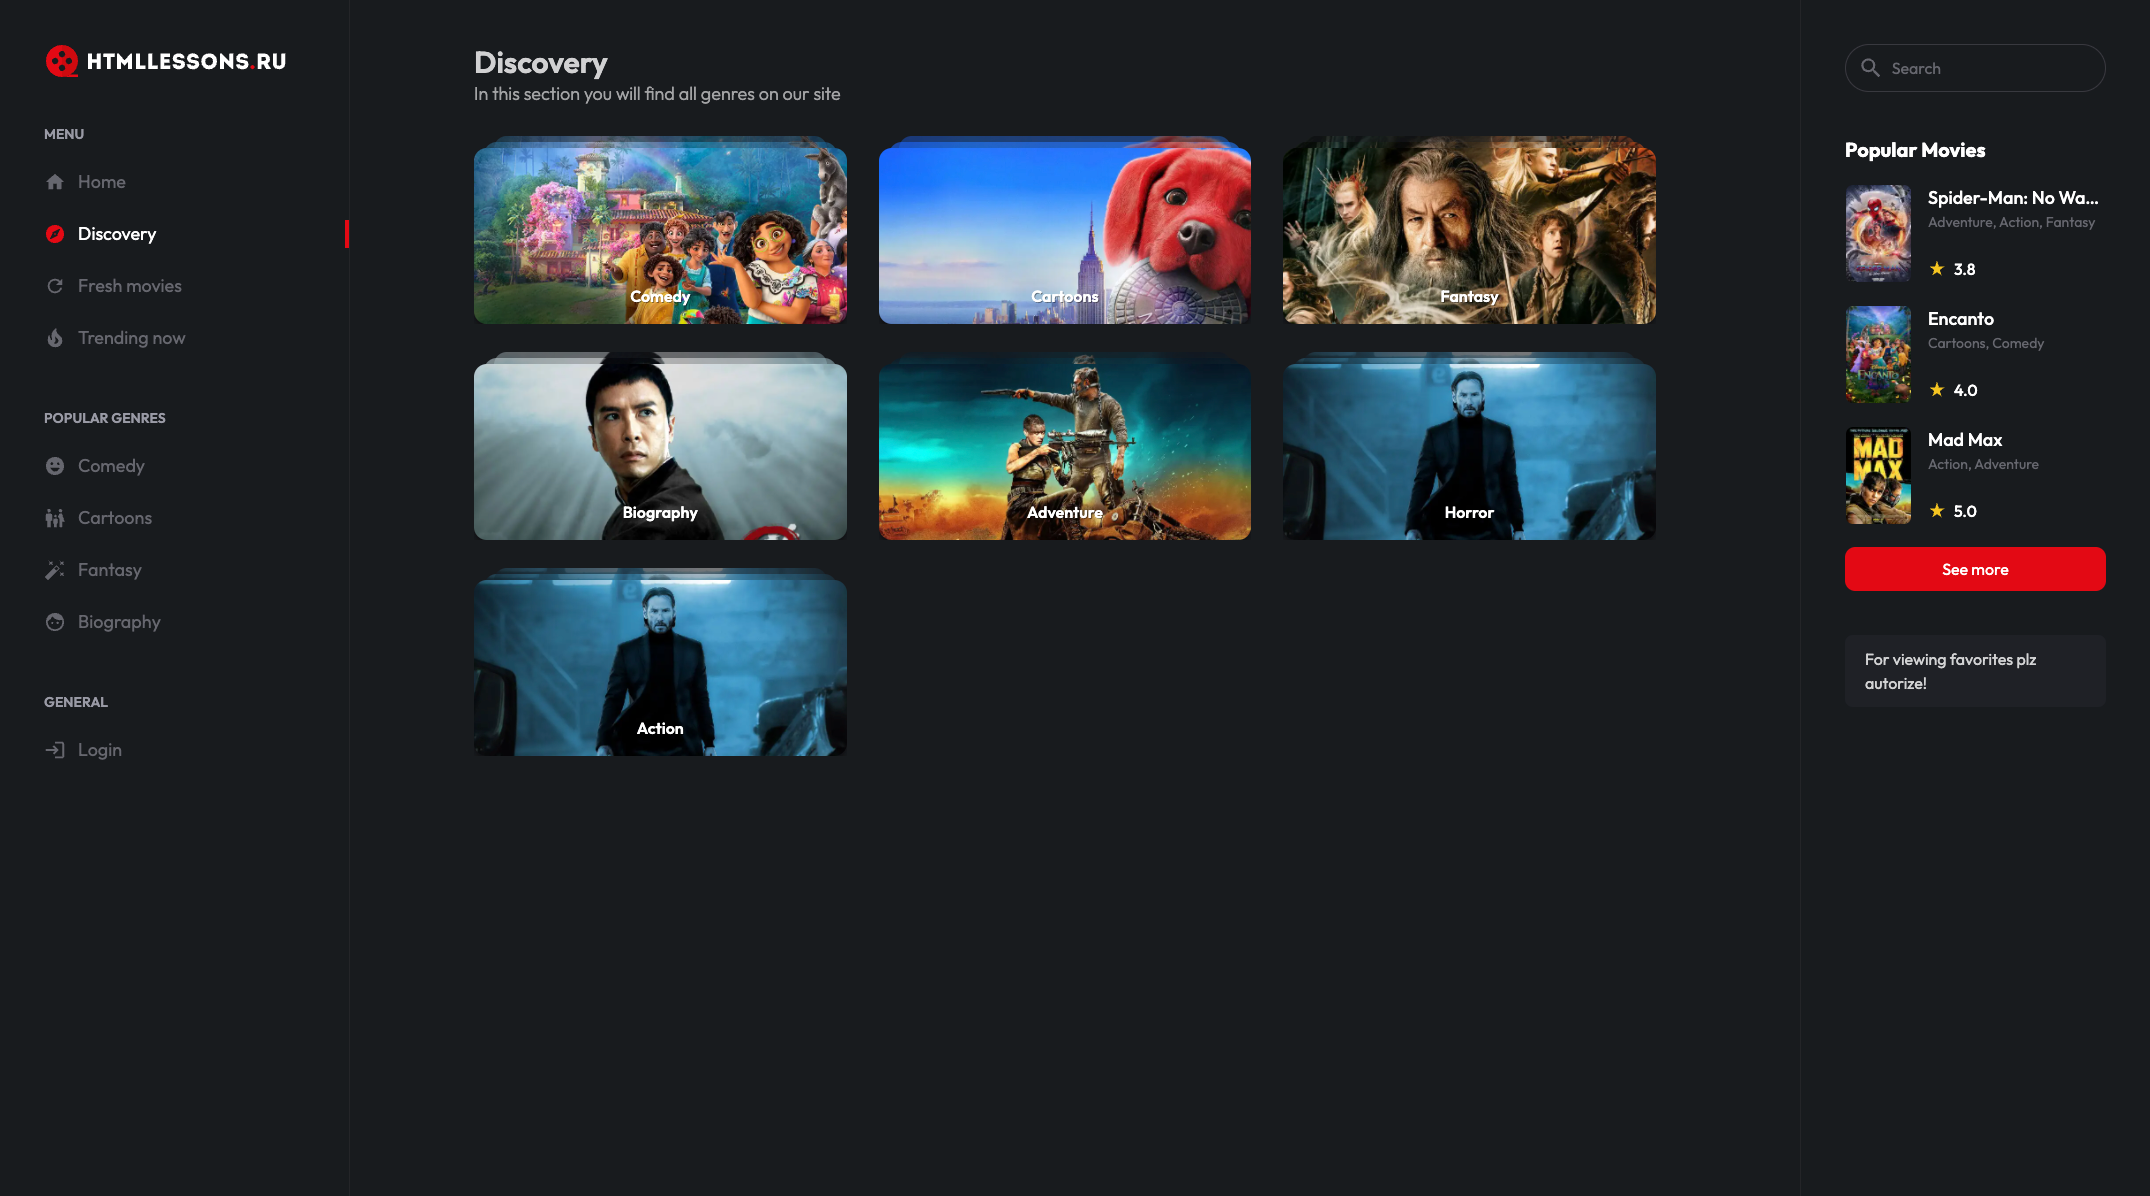 HTMLLESSONS.RU
MENU
Home
Discovery
Fresh movies
Trending now
POPULAR GENRES
Comedy
Cartoons
Fantasy
Biography
GENERAL
Login
Discovery
In this section you will find all genres on our site
Comedy
Cartoons
Fantasy
Biography
Adventure
Horror
Action
Search
Popular Movies
Spider-Man: No Wa...
Adventure, Action, Fantasy
3.8
Encanto
Cartoons, Comedy
4.0
ENCANTO
Mad Max
Action, Adventure
5.0
MAD
MAX
See more
For viewing favorites plz
autorize!